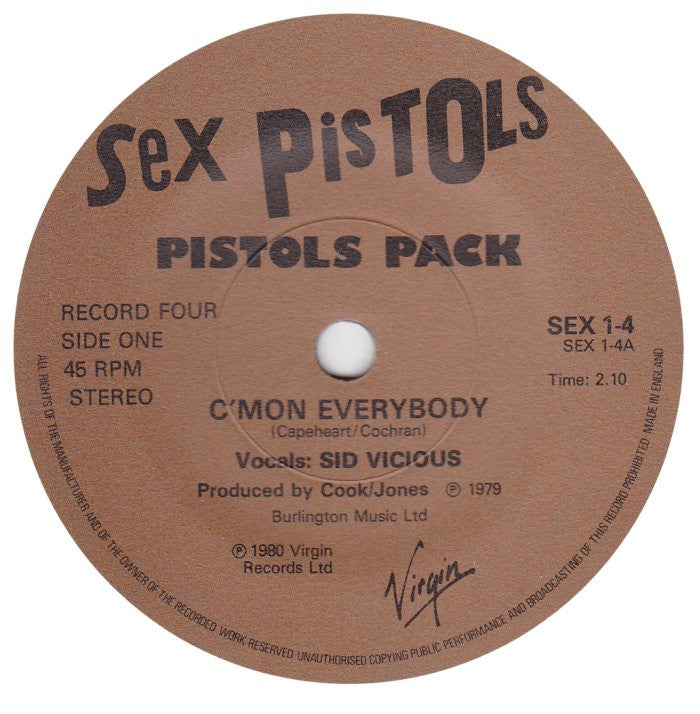 Sex PisTOLs
PISTOLS PACK
RECORD FOUR
SIDE ONE
45 RPM
STEREO
SEX 1-4
SEX 1-4A
Time: 2.10
C'MON EVERYBODY
(Capeheart/Cochran)
Vocals: SID VICIOUS
Produced by Cook/Jones ℗ 1979
Burlington Music Ltd
℗ 1980 Virgin
Records Ltd
Virgin
ALL RIGHTS OF THE MANUFACTURER AND OF THE OWNER OF THE RECORDED WORK RESERVED UNAUTHORISED COPYING PUBLIC PERFORMANCE AND BROADCASTING OF THIS RECORD PROHIBITED. MADE IN ENGLAND